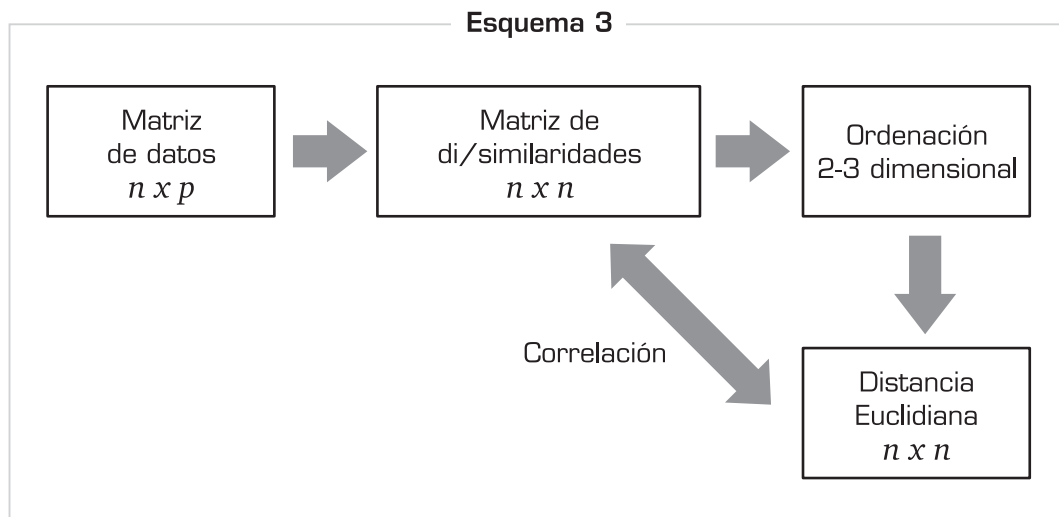 Esquema 3
Matriz
de datos
n x p
Matriz de
di/similaridades
n x n
Ordenación
2-3 dimensional
Correlación
Distancia
Euclidiana
n x n